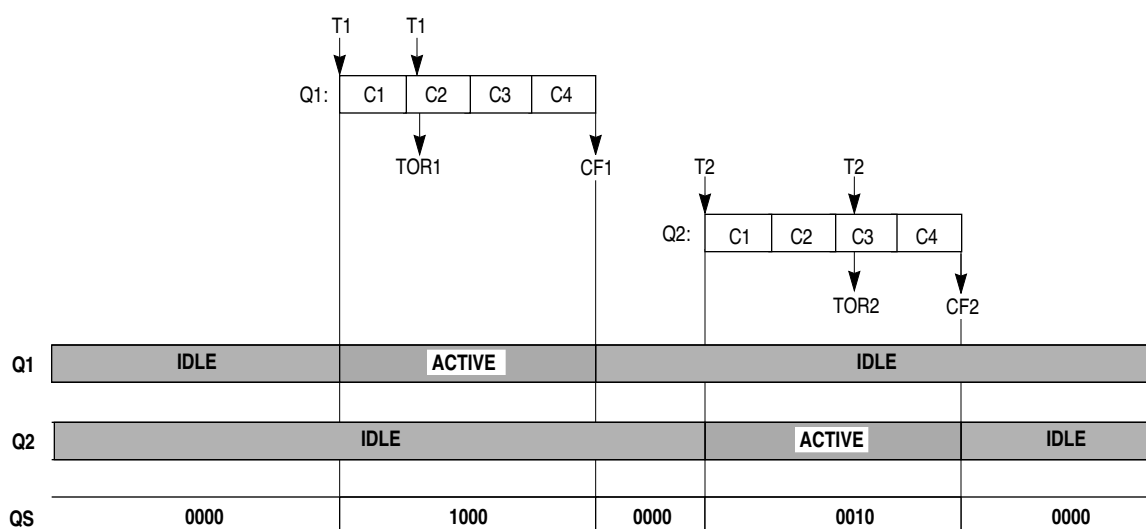 T1 T1
Q1: C1 C2 C3 C4
TOR1 CF1 T2 T2
Q2: C1 C2 C3 C4
TOR2 CF2
Q1 IDLE ACTIVE IDLE
Q2 IDLE ACTIVE IDLE
QS 0000 1000 0000 0010 0000